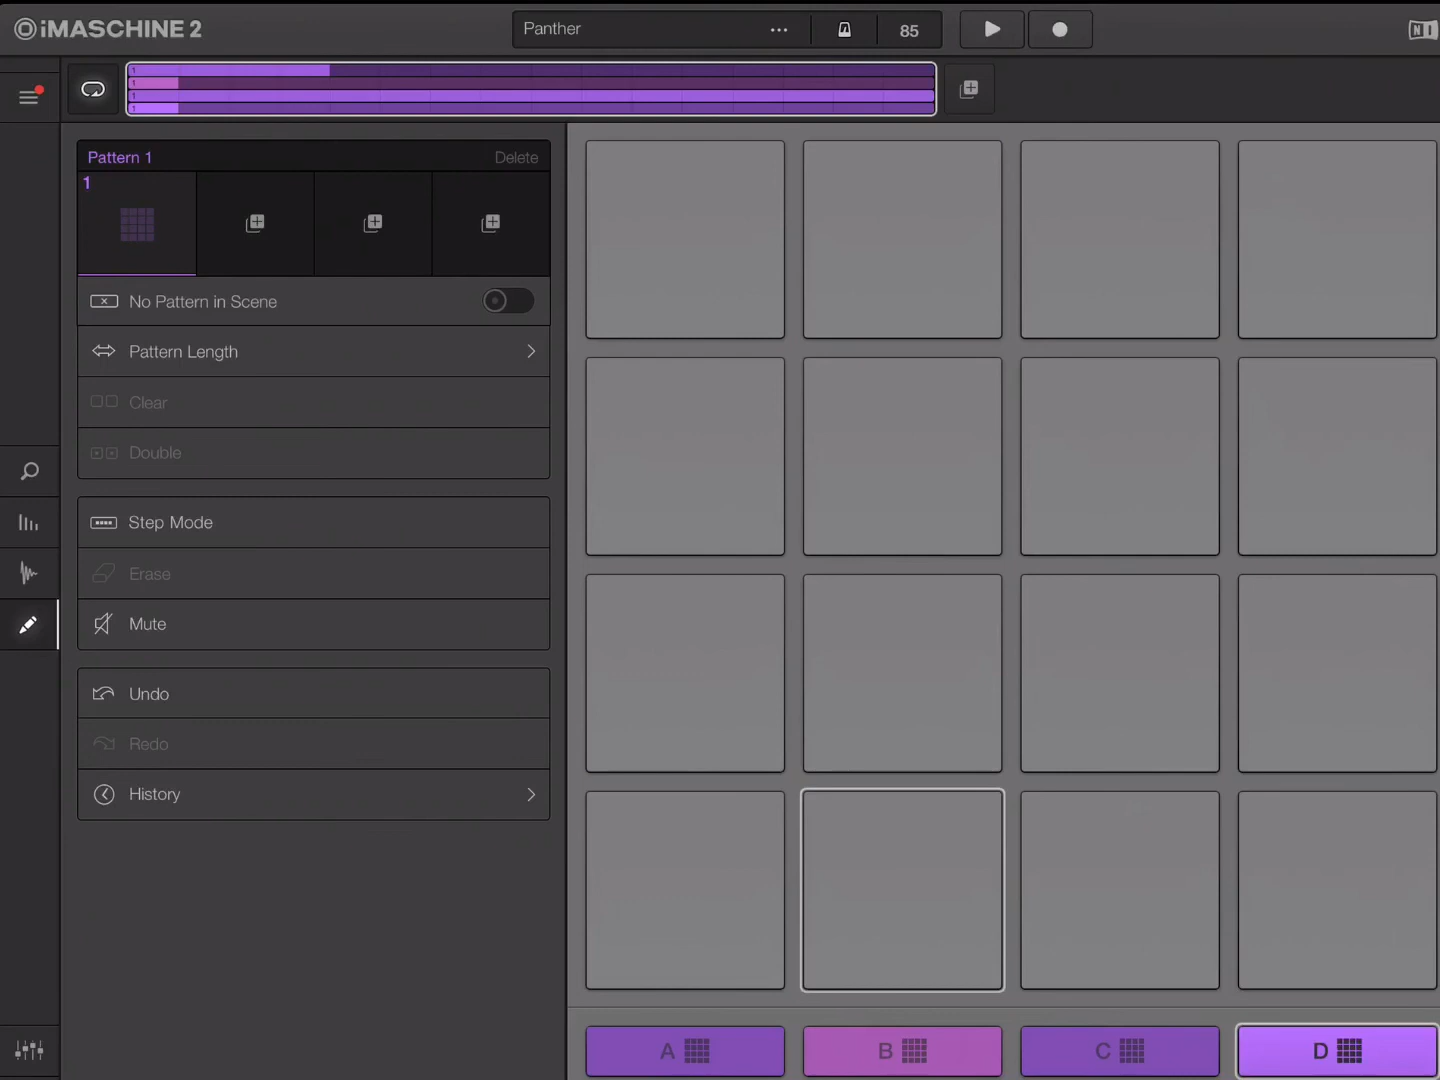 iMASCHINE 2
Panther
85
NI
1
1
1
1
Pattern 1
Delete
1
No Pattern in Scene
Pattern Length
Clear
Double
Step Mode
Erase
Mute
Undo
Redo
History
A
B
C
D